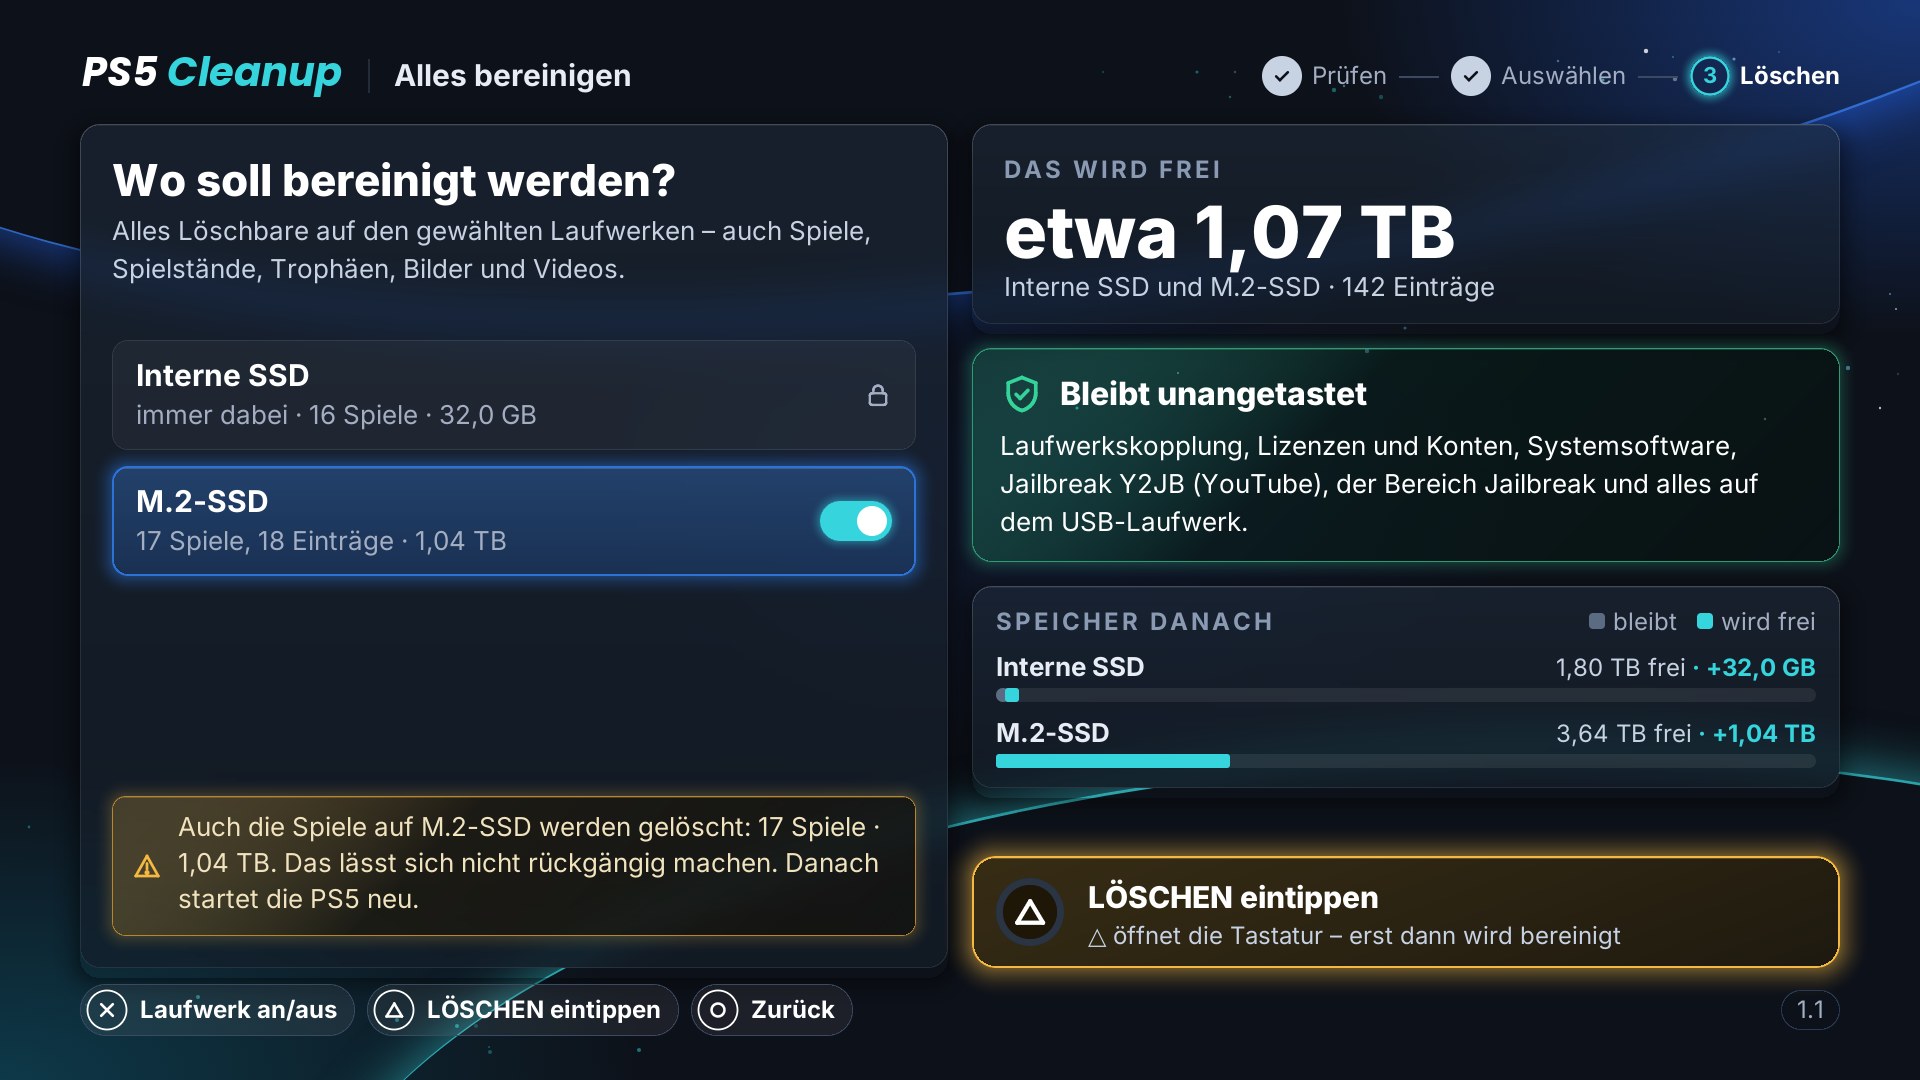 PS5 Cleanup
Alles bereinigen
Prüfen
Auswählen
3 Löschen
Wo soll bereinigt werden?
Alles Löschbare auf den gewählten Laufwerken – auch Spiele,
Spielstände, Trophäen, Bilder und Videos.
Interne SSD
immer dabei · 16 Spiele · 32,0 GB
M.2-SSD
17 Spiele, 18 Einträge · 1,04 TB
Auch die Spiele auf M.2-SSD werden gelöscht: 17 Spiele ·
1,04 TB. Das lässt sich nicht rückgängig machen. Danach
startet die PS5 neu.
DAS WIRD FREI
etwa 1,07 TB
Interne SSD und M.2-SSD · 142 Einträge
Bleibt unangetastet
Laufwerkskopplung, Lizenzen und Konten, Systemsoftware,
Jailbreak Y2JB (YouTube), der Bereich Jailbreak und alles auf
dem USB-Laufwerk.
SPEICHER DANACH
bleibt
wird frei
Interne SSD
1,80 TB frei · +32,0 GB
M.2-SSD
3,64 TB frei · +1,04 TB
LÖSCHEN eintippen
△ öffnet die Tastatur – erst dann wird bereinigt
Laufwerk an/aus
LÖSCHEN eintippen
Zurück
1.1